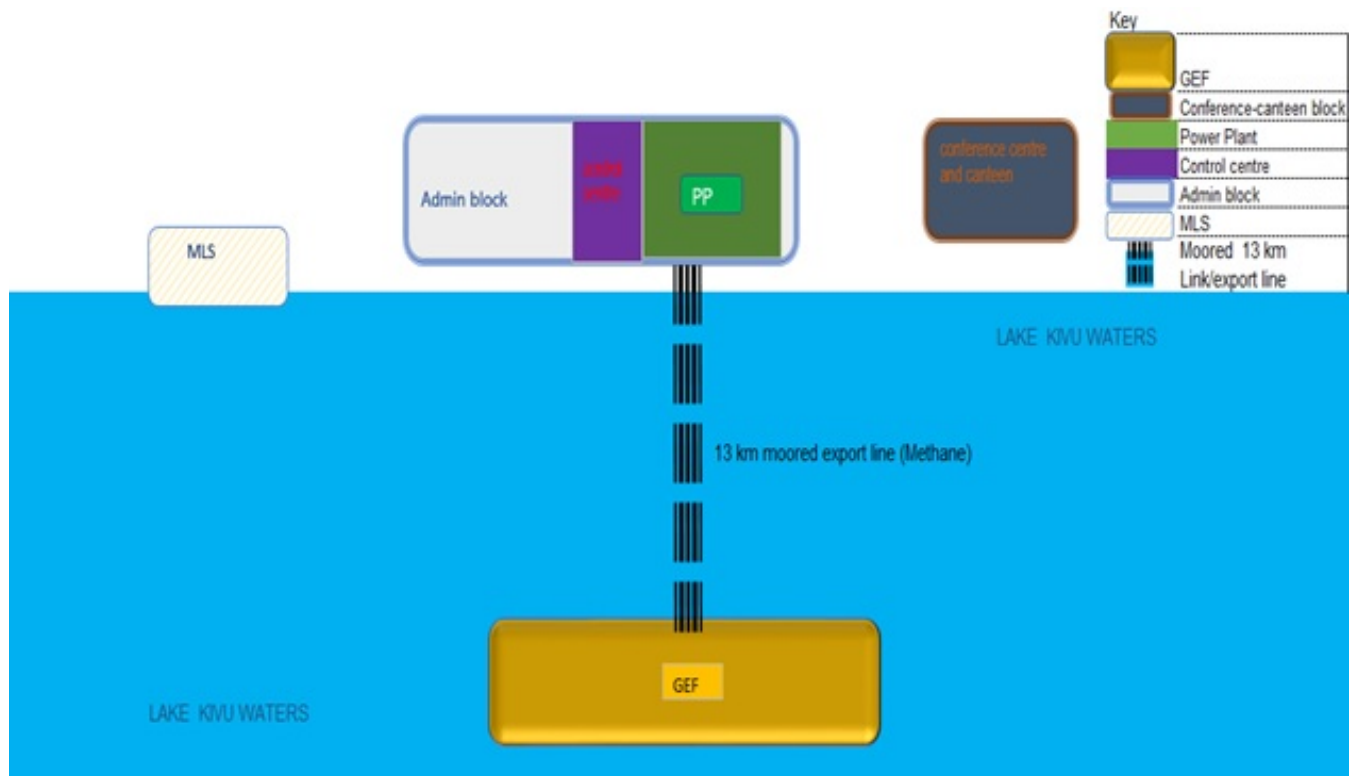 Key
GEF
Conference-canteen block
Power Plant
Control centre
Admin block
MLS
Moored 13 km
Link/export line
conference centre
and canteen
Admin block
PP
MLS
LAKE KIVU WATERS
13 km moored export line (Methane)
GEF
LAKE KIVU WATERS